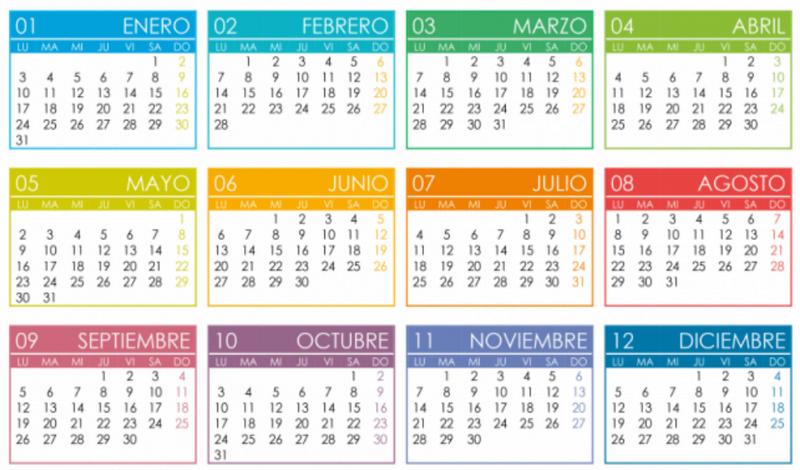 01 ENERO
LU MA MI JU VI SA DO
1 2
3 4 5 6 7 8 9
10 11 12 13 14 15 16
17 18 19 20 21 22 23
24 25 26 27 28 29 30
31
02 FEBRERO
LU MA MI JU VI SA DO
1 2 3 4 5 6
7 8 9 10 11 12 13
14 15 16 17 18 19 20
21 22 23 24 25 26 27
28
03 MARZO
LU MA MI JU VI SA DO
1 2 3 4 5 6
7 8 9 10 11 12 13
14 15 16 17 18 19 20
21 22 23 24 25 26 27
28 29 30 31
04 ABRIL
LU MA MI JU VI SA DO
1 2 3
4 5 6 7 8 9 10
11 12 13 14 15 16 17
18 19 20 21 22 23 24
25 26 27 28 29 30
05 MAYO
LU MA MI JU VI SA DO
1
2 3 4 5 6 7 8
9 10 11 12 13 14 15
16 17 18 19 20 21 22
23 24 25 26 27 28 29
30 31
06 JUNIO
LU MA MI JU VI SA DO
1 2 3 4 5
6 7 8 9 10 11 12
13 14 15 16 17 18 19
20 21 22 23 24 25 26
27 28 29 30
07 JULIO
LU MA MI JU VI SA DO
1 2 3
4 5 6 7 8 9 10
11 12 13 14 15 16 17
18 19 20 21 22 23 24
25 26 27 28 29 30 31
08 AGOSTO
LU MA MI JU VI SA DO
1 2 3 4 5 6 7
8 9 10 11 12 13 14
15 16 17 18 19 20 21
22 23 24 25 26 27 28
29 30 31
09 SEPTIEMBRE
LU MA MI JU VI SA DO
1 2 3 4
5 6 7 8 9 10 11
12 13 14 15 16 17 18
19 20 21 22 23 24 25
26 27 28 29 30
10 OCTUBRE
LU MA MI JU VI SA DO
1 2
3 4 5 6 7 8 9
10 11 12 13 14 15 16
17 18 19 20 21 22 23
24 25 26 27 28 29 30
31
11 NOVIEMBRE
LU MA MI JU VI SA DO
1 2 3 4 5 6
7 8 9 10 11 12 13
14 15 16 17 18 19 20
21 22 23 24 25 26 27
28 29 30
12 DICIEMBRE
LU MA MI JU VI SA DO
1 2 3 4
5 6 7 8 9 10 11
12 13 14 15 16 17 18
19 20 21 22 23 24 25
26 27 28 29 30 31